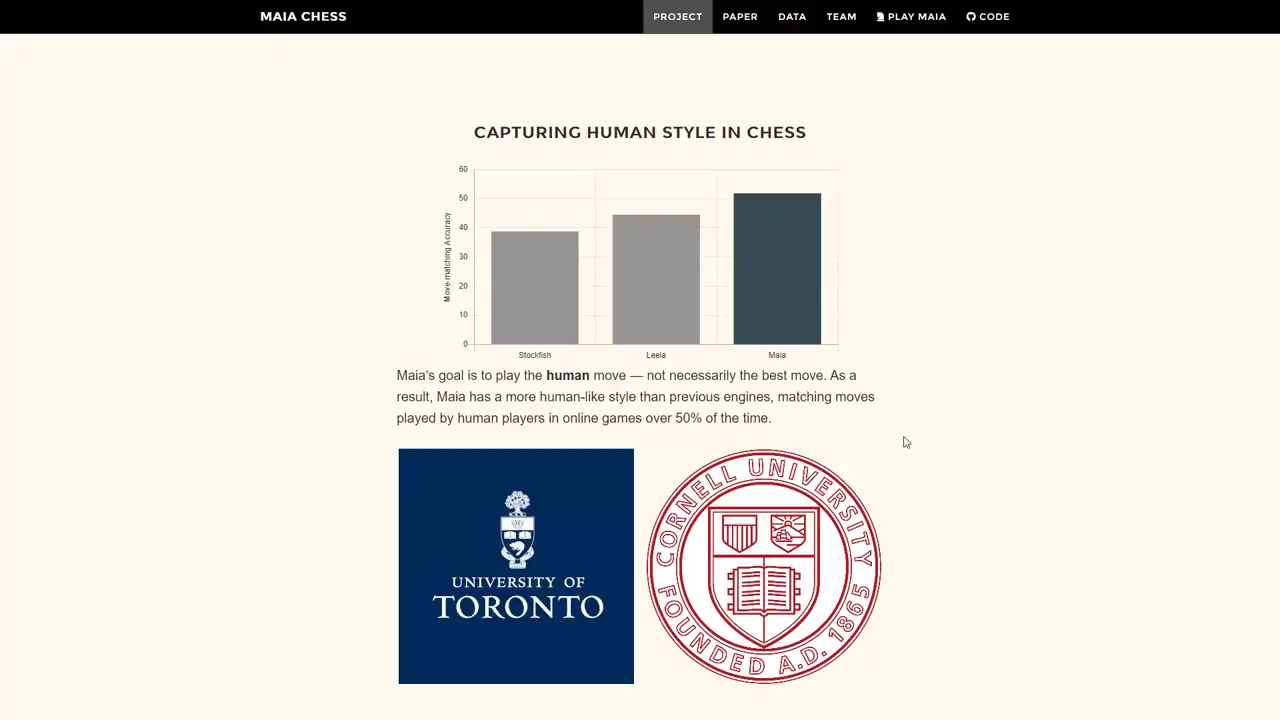 MAIA CHESS
PROJECT
PAPER
DATA
TEAM
PLAY MAIA
CODE
CAPTURING HUMAN STYLE IN CHESS
Move-matching Accuracy
60
50
40
30
20
10
0
Stockfish
Leela
Maia
Maia's goal is to play the human move — not necessarily the best move. As a
result, Maia has a more human-like style than previous engines, matching moves
played by human players in online games over 50% of the time.
UNIVERSITY OF
TORONTO
CORNELL UNIVERSITY
FOUNDED A.D. 1865